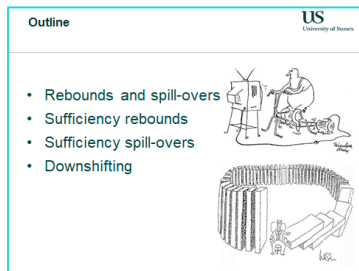 Outline
US
University of Sussex
• Rebounds and spill-overs
• Sufficiency rebounds
• Sufficiency spill-overs
• Downshifting